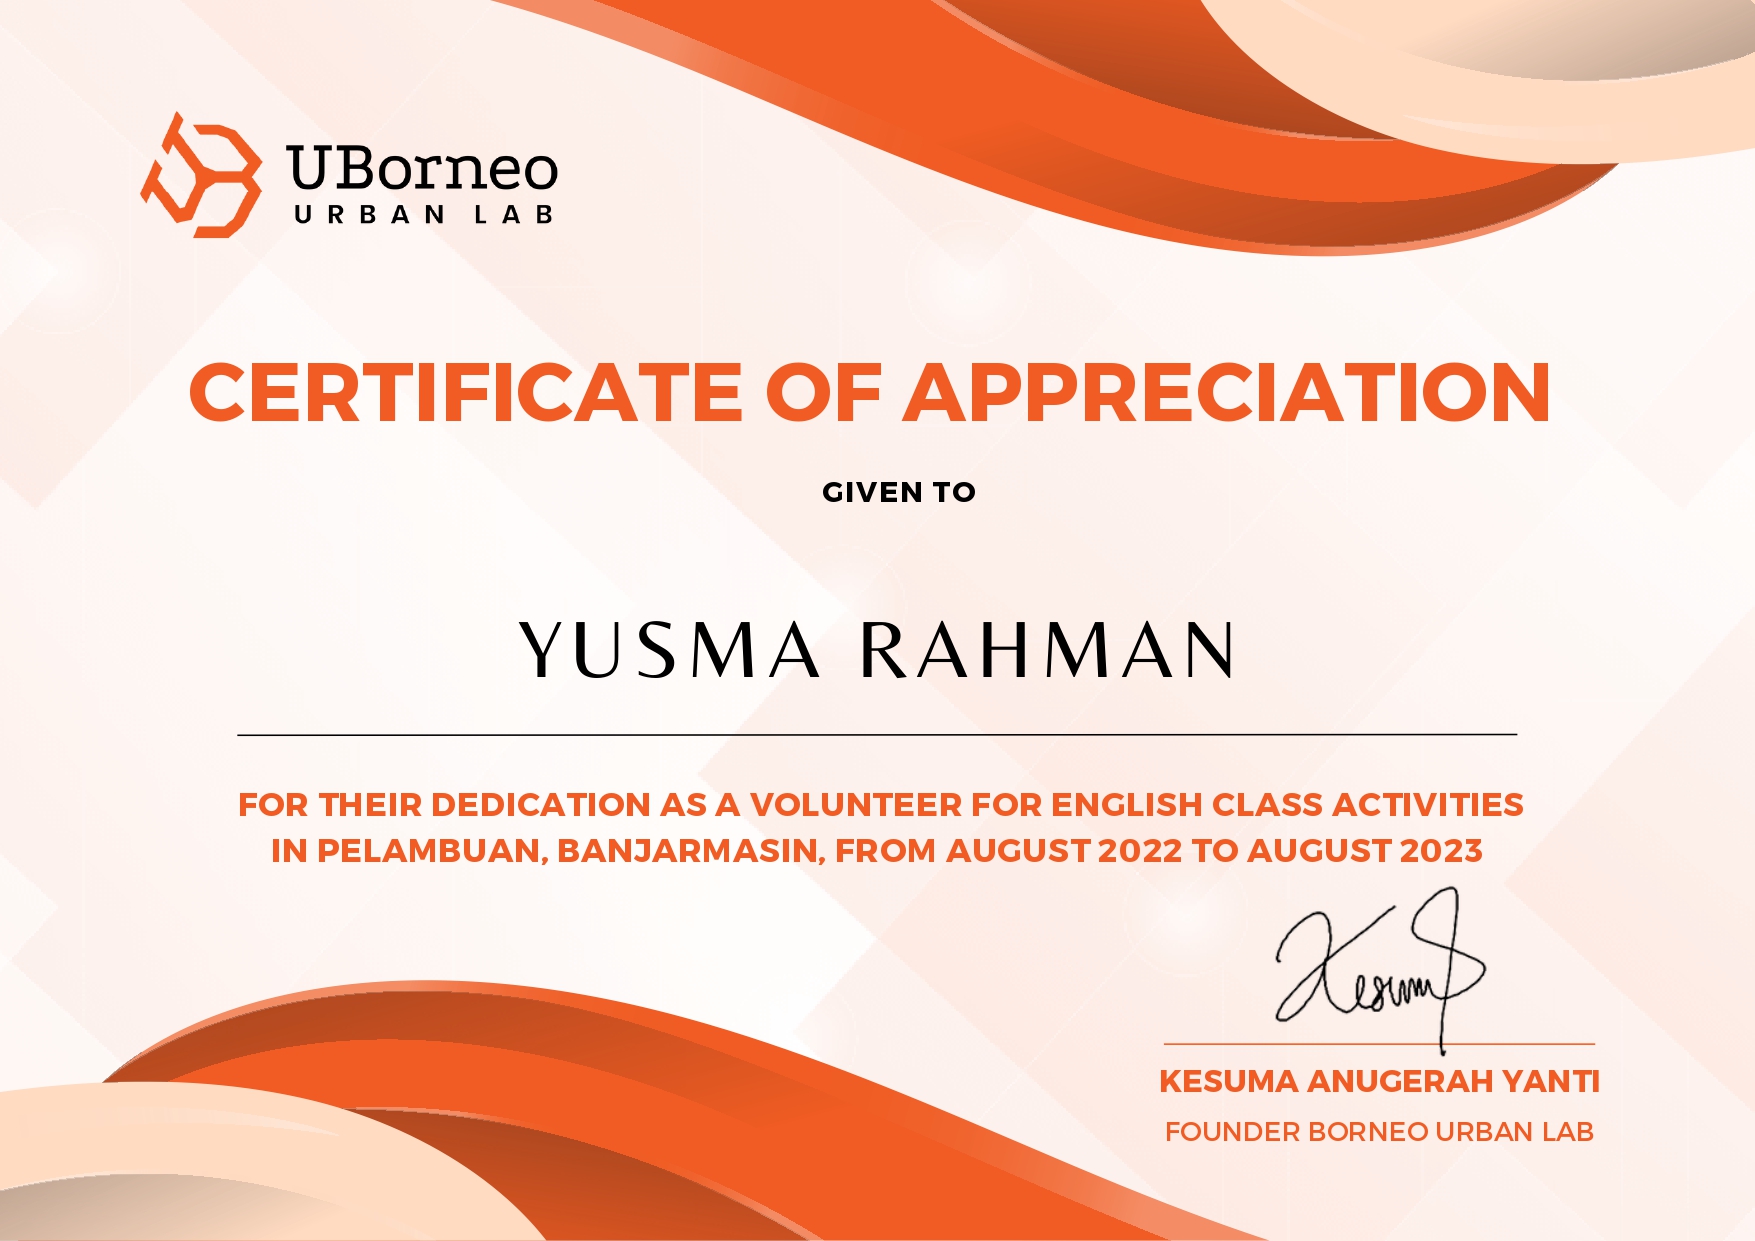 UBorneo
URBAN LAB
CERTIFICATE OF APPRECIATION
GIVEN TO
YUSMA RAHMAN
FOR THEIR DEDICATION AS A VOLUNTEER FOR ENGLISH CLASS ACTIVITIES
IN PELAMBUAN, BANJARMASIN, FROM AUGUST 2022 TO AUGUST 2023
KESUMA ANUGERAH YANTI
FOUNDER BORNEO URBAN LAB